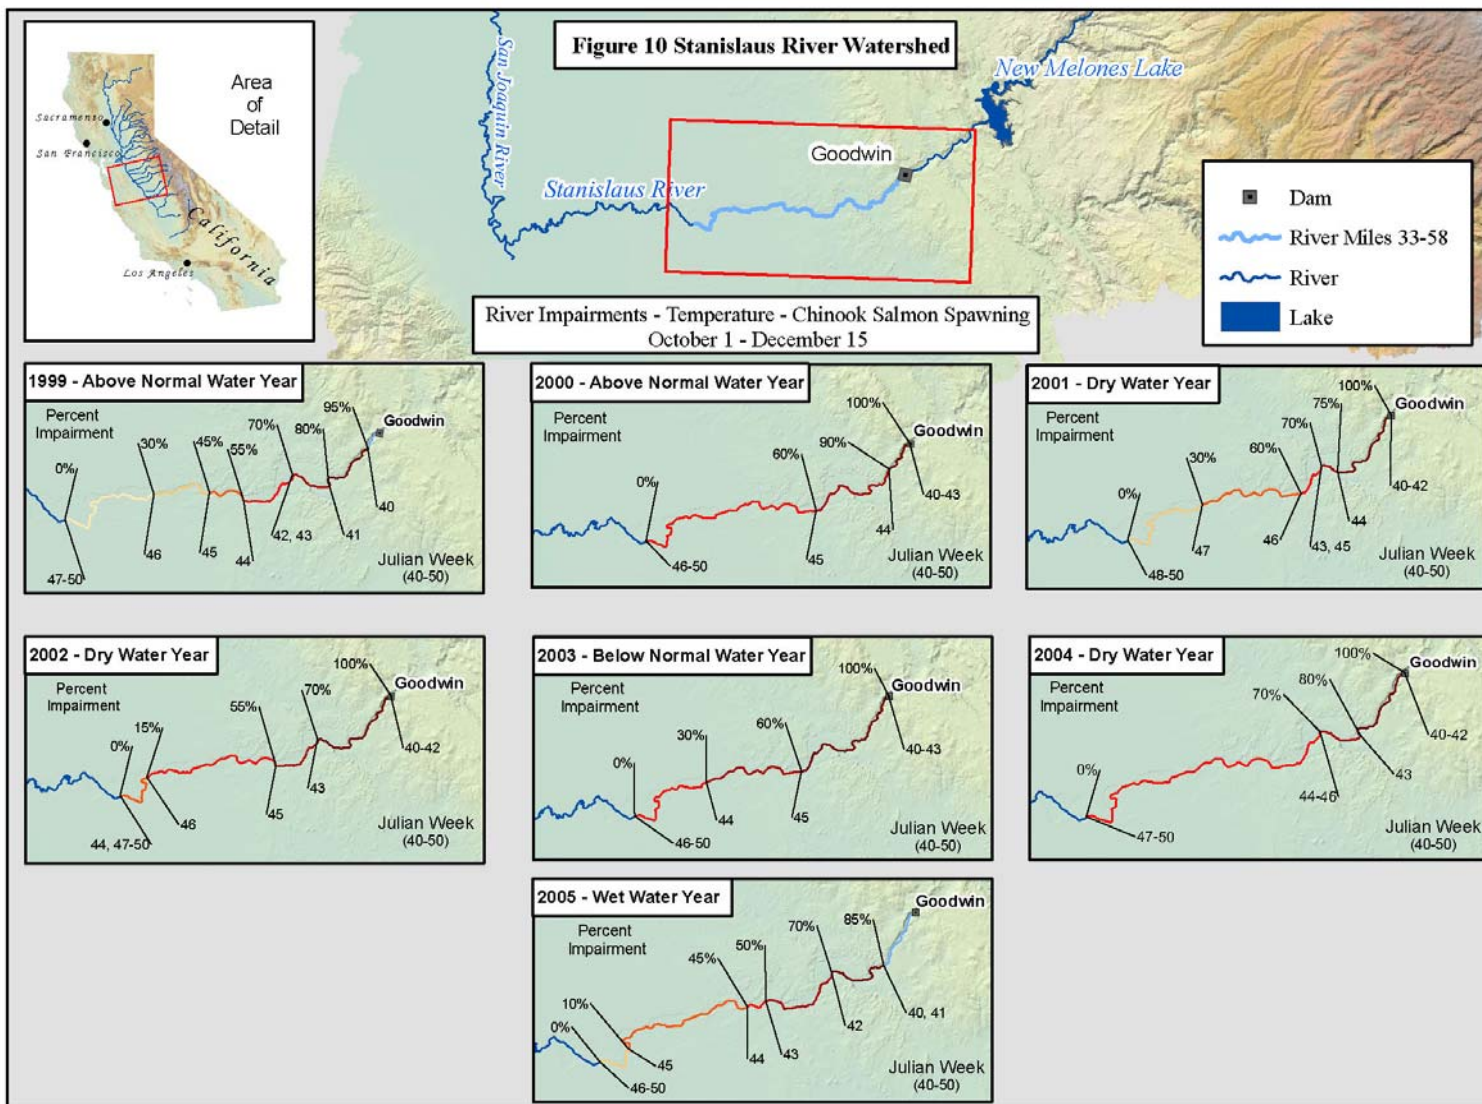 Figure 10 Stanislaus River Watershed
Area
of
Detail
Sacramento
San Francisco
California
Los Angeles
San Joaquin River
New Melones Lake
Goodwin
Stanislaus River
Dam
River Miles 33-58
River
Lake
River Impairments - Temperature - Chinook Salmon Spawning
October 1 - December 15
1999 - Above Normal Water Year
Percent
Impairment
0%
30%
45%
55%
70%
80%
95%
Goodwin
47-50
46
45
44
42, 43
41
40
Julian Week
(40-50)
2000 - Above Normal Water Year
Percent
Impairment
0%
60%
90%
100%
Goodwin
46-50
45
44
40-43
Julian Week
(40-50)
2001 - Dry Water Year
Percent
Impairment
0%
30%
60%
70%
75%
100%
Goodwin
48-50
47
46
43, 45
44
40-42
Julian Week
(40-50)
2002 - Dry Water Year
Percent
Impairment
0%
15%
55%
70%
100%
Goodwin
44, 47-50
46
45
43
40-42
Julian Week
(40-50)
2003 - Below Normal Water Year
Percent
Impairment
0%
30%
60%
100%
Goodwin
46-50
44
45
40-43
Julian Week
(40-50)
2004 - Dry Water Year
Percent
Impairment
0%
70%
80%
100%
Goodwin
47-50
44-46
43
40-42
Julian Week
(40-50)
2005 - Wet Water Year
Percent
Impairment
0%
10%
45%
50%
70%
85%
Goodwin
46-50
45
44
43
42
40, 41
Julian Week
(40-50)